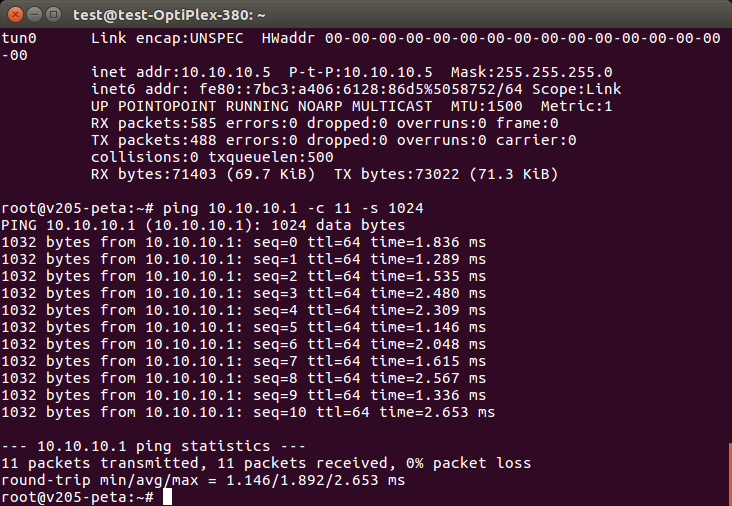 test@test-OptiPlex-380: ~
tun0      Link encap:UNSPEC  HWaddr 00-00-00-00-00-00-00-00-00-00-00-00-00-00-00
-00
          inet addr:10.10.10.5  P-t-P:10.10.10.5  Mask:255.255.255.0
          inet6 addr: fe80::7bc3:a406:6128:86d5%5058752/64 Scope:Link
          UP POINTOPOINT RUNNING NOARP MULTICAST  MTU:1500  Metric:1
          RX packets:585 errors:0 dropped:0 overruns:0 frame:0
          TX packets:488 errors:0 dropped:0 overruns:0 carrier:0
          collisions:0 txqueuelen:500
          RX bytes:71403 (69.7 KiB)  TX bytes:73022 (71.3 KiB)

root@v205-peta:~# ping 10.10.10.1 -c 11 -s 1024
PING 10.10.10.1 (10.10.10.1): 1024 data bytes
1032 bytes from 10.10.10.1: seq=0 ttl=64 time=1.836 ms
1032 bytes from 10.10.10.1: seq=1 ttl=64 time=1.289 ms
1032 bytes from 10.10.10.1: seq=2 ttl=64 time=1.535 ms
1032 bytes from 10.10.10.1: seq=3 ttl=64 time=2.480 ms
1032 bytes from 10.10.10.1: seq=4 ttl=64 time=2.309 ms
1032 bytes from 10.10.10.1: seq=5 ttl=64 time=1.146 ms
1032 bytes from 10.10.10.1: seq=6 ttl=64 time=2.048 ms
1032 bytes from 10.10.10.1: seq=7 ttl=64 time=1.615 ms
1032 bytes from 10.10.10.1: seq=8 ttl=64 time=2.567 ms
1032 bytes from 10.10.10.1: seq=9 ttl=64 time=1.336 ms
1032 bytes from 10.10.10.1: seq=10 ttl=64 time=2.653 ms

--- 10.10.10.1 ping statistics ---
11 packets transmitted, 11 packets received, 0% packet loss
round-trip min/avg/max = 1.146/1.892/2.653 ms
root@v205-peta:~#